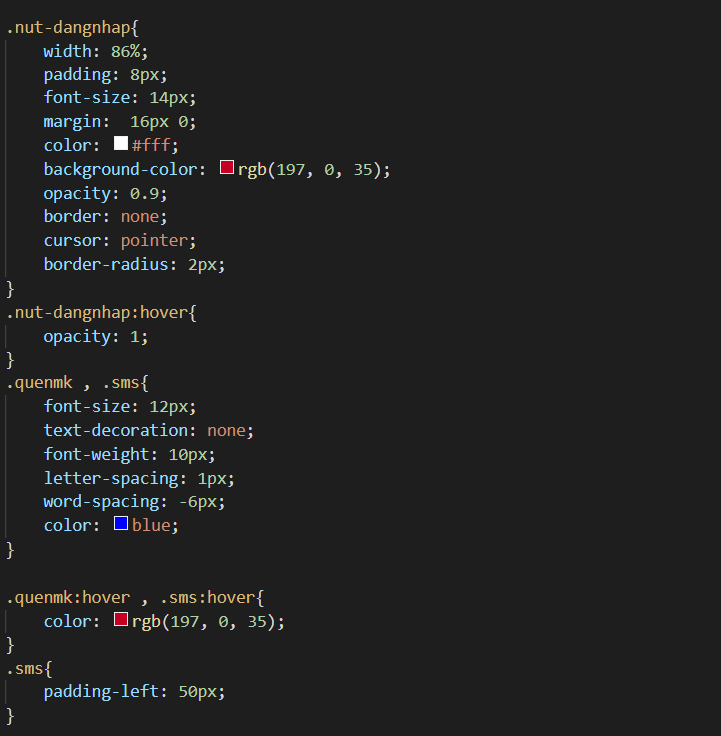 .nut-dangnhap{
    width: 86%;
    padding: 8px;
    font-size: 14px;
    margin:  16px 0;
    color: #fff;
    background-color: rgb(197, 0, 35);
    opacity: 0.9;
    border: none;
    cursor: pointer;
    border-radius: 2px;
}
.nut-dangnhap:hover{
    opacity: 1;
}
.quenmk , .sms{
    font-size: 12px;
    text-decoration: none;
    font-weight: 10px;
    letter-spacing: 1px;
    word-spacing: -6px;
    color: blue;
}

.quenmk:hover , .sms:hover{
    color: rgb(197, 0, 35);
}
.sms{
    padding-left: 50px;
}